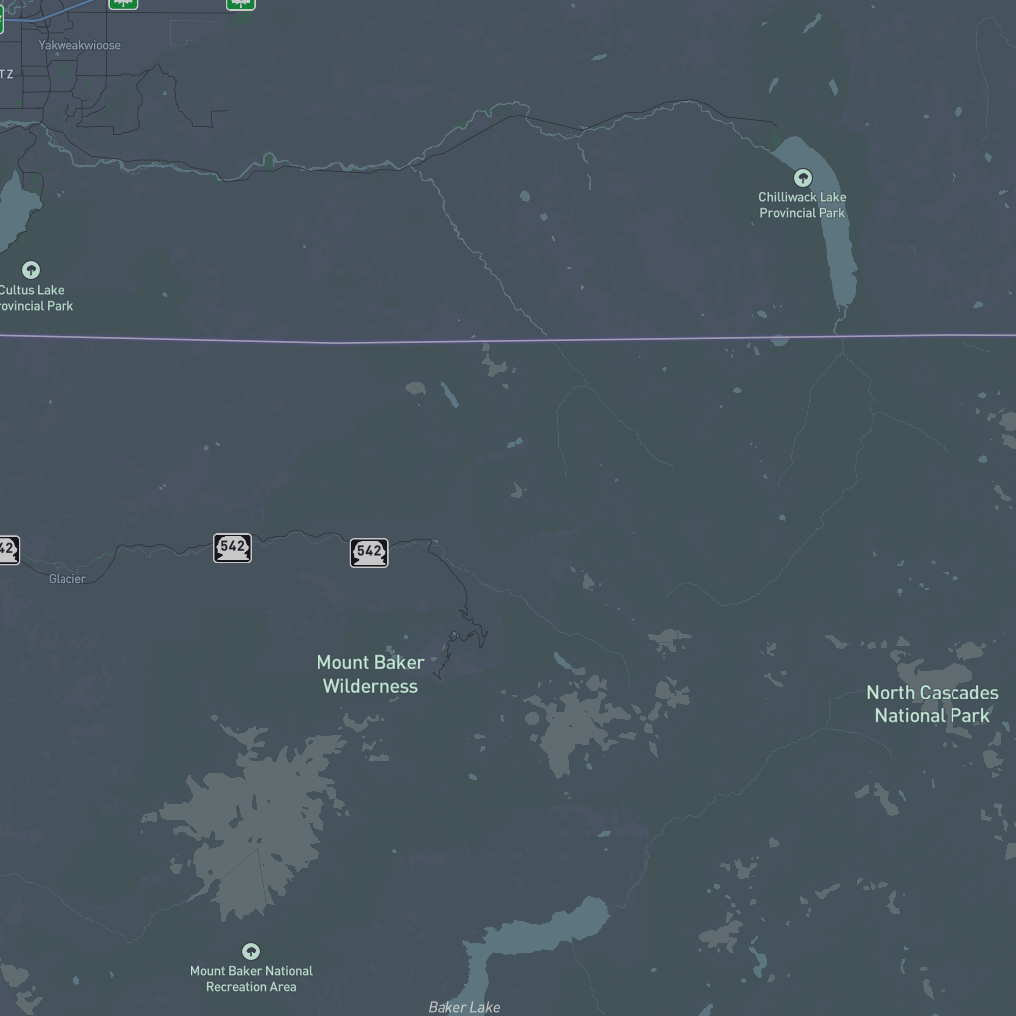 Yakweakwioose
TZ
Chilliwack Lake
Provincial Park
Cultus Lake
rovincial Park
42
542
542
Glacier
Mount Baker
Wilderness
North Cascades
National Park
Mount Baker National
Recreation Area
Baker Lake